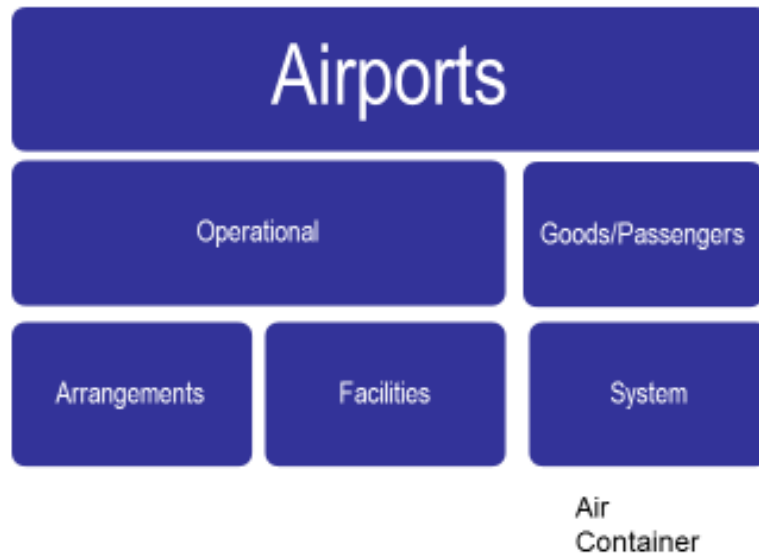 Airports
Operational
Goods/Passengers
Arrangements
Facilities
System
Air
Container